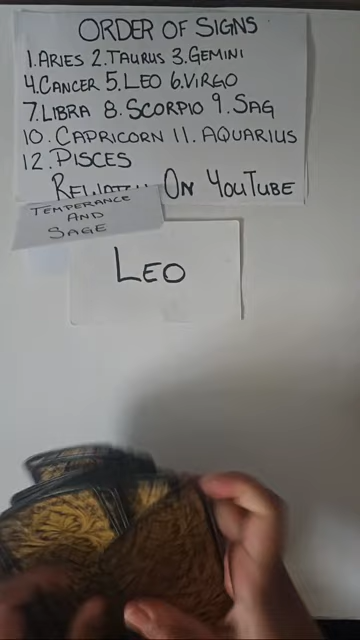 ORDER OF SIGNS
1.ARIES 2.TAURUS 3.GEMINI
4.CANCER 5.LEO 6.VIRGO
7.LIBRA 8.SCORPIO 9.SAG
10.CAPRICORN 11.AQUARIUS
12.PISCES
ON YOUTUBE
TEMPERANCE
AND
SAGE
LEO